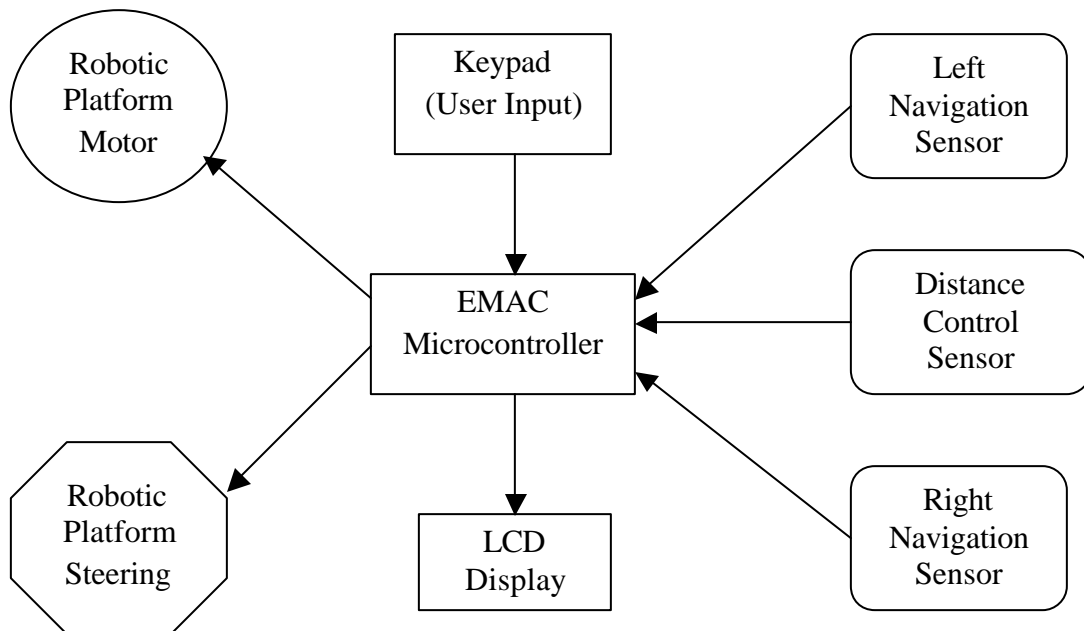 Robotic
Platform
Motor
Keypad
(User Input)
Left
Navigation
Sensor
EMAC
Microcontroller
Distance
Control
Sensor
Robotic
Platform
Steering
LCD
Display
Right
Navigation
Sensor